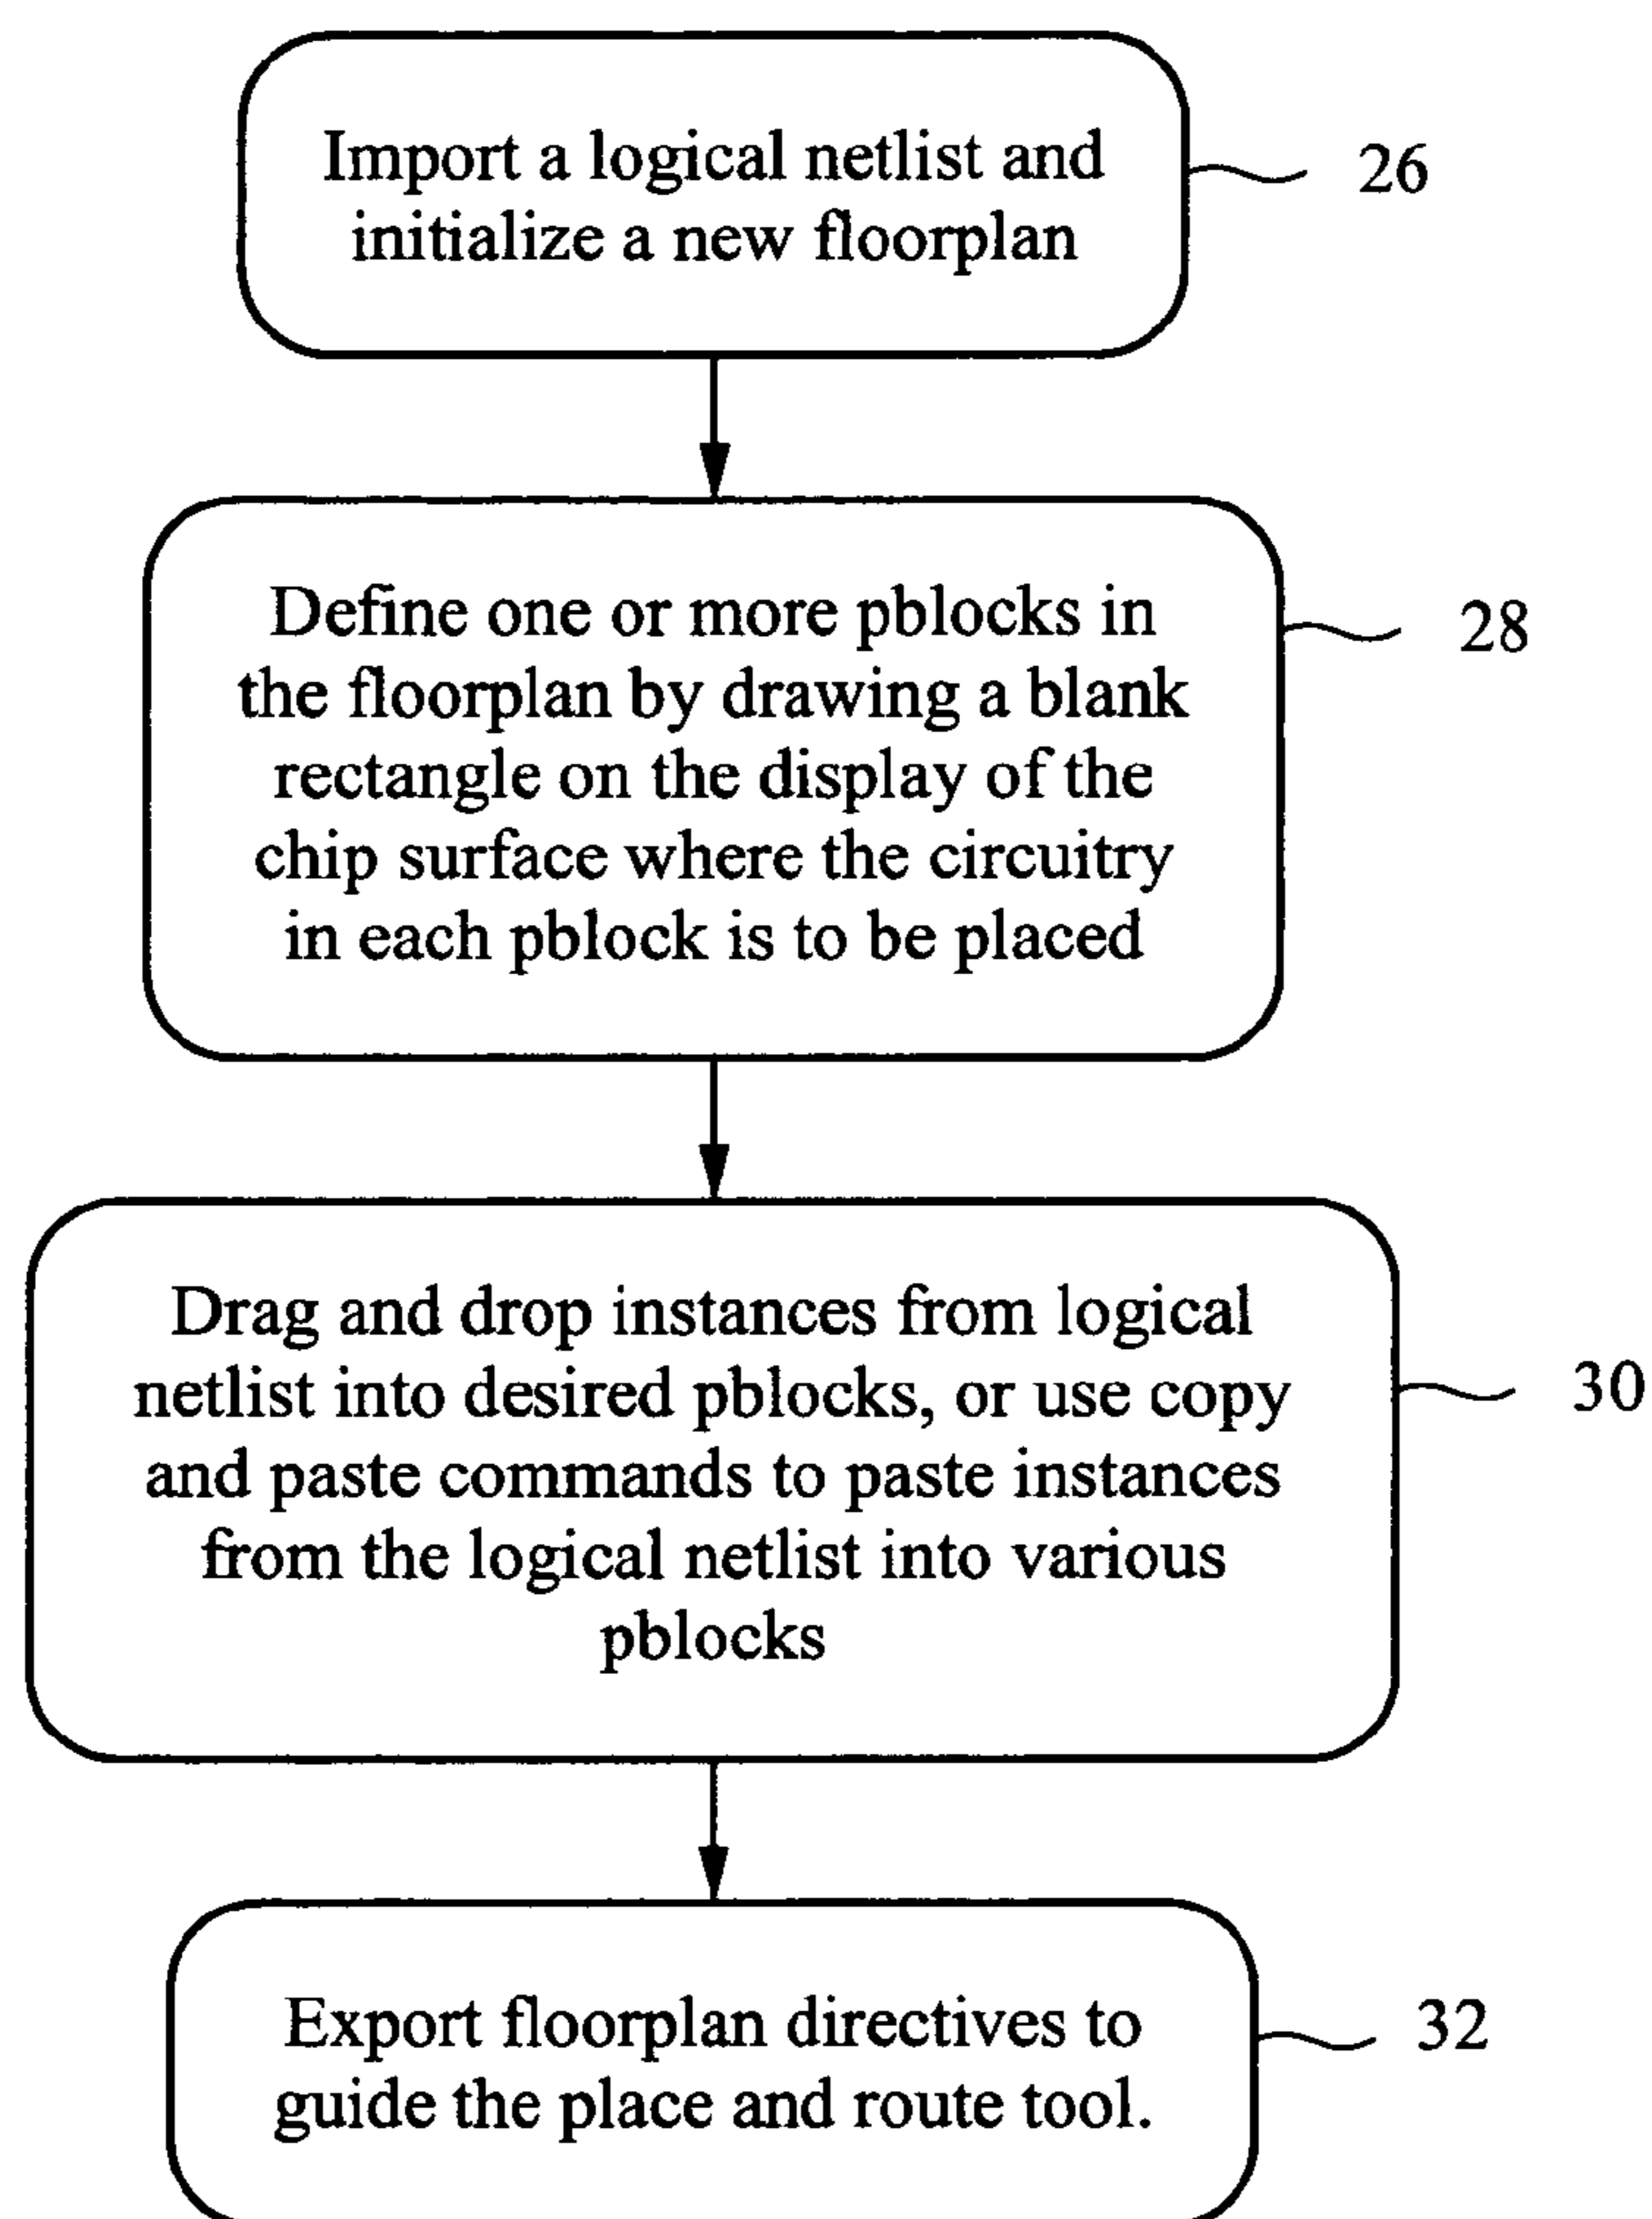 Import a logical netlist and
initialize a new floorplan
26
Define one or more pblocks in
the floorplan by drawing a blank
rectangle on the display of the
chip surface where the circuitry
in each pblock is to be placed
28
Drag and drop instances from logical
netlist into desired pblocks, or use copy
and paste commands to paste instances
from the logical netlist into various
pblocks
30
Export floorplan directives to
guide the place and route tool.
32